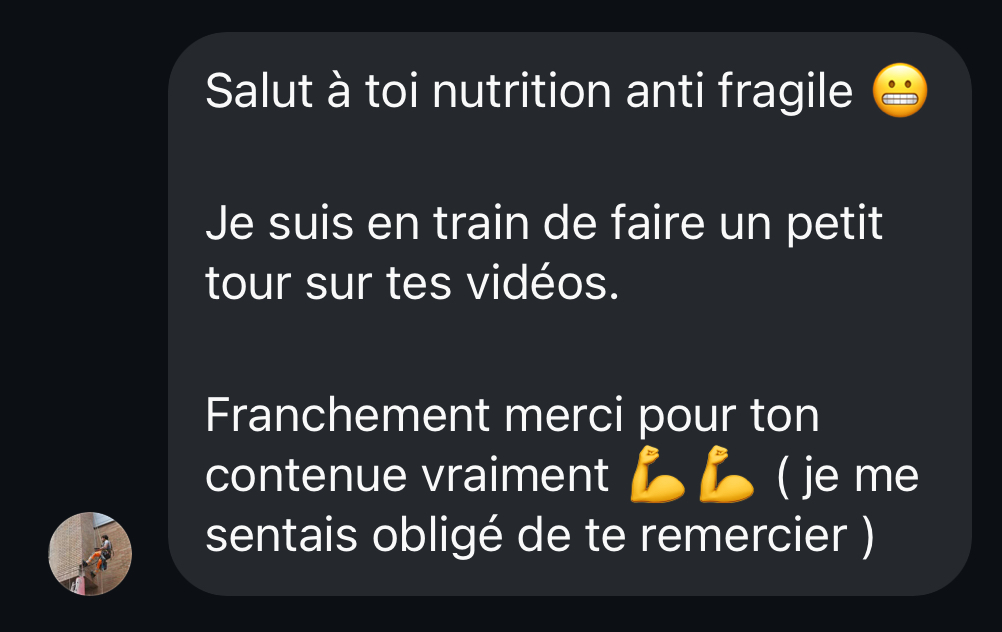 Salut à toi nutrition anti fragile 😬
Je suis en train de faire un petit
tour sur tes vidéos.
Franchement merci pour ton
contenue vraiment 💪💪 ( je me
sentais obligé de te remercier )